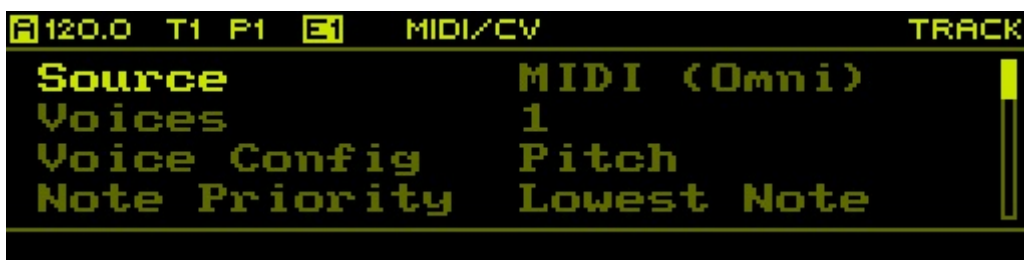 A 120.0 T1 P1 E1 MIDI/CV TRACK
Source MIDI (Omni)
Voices 1
Voice Config Pitch
Note Priority Lowest Note